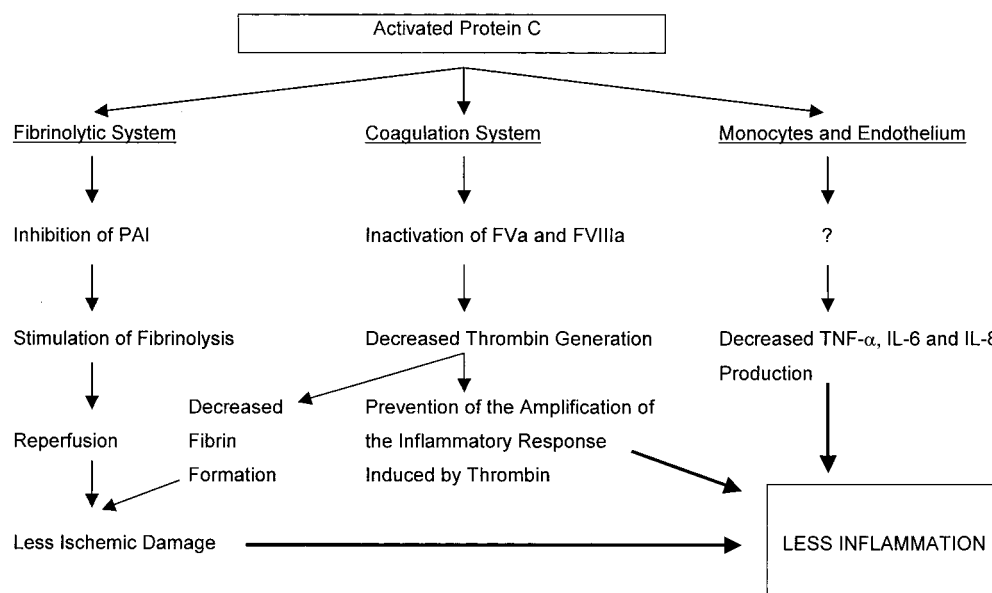 Activated Protein C
Fibrinolytic System
Coagulation System
Monocytes and Endothelium
Inhibition of PAI
Inactivation of FVa and FVIIIa
?
Stimulation of Fibrinolysis
Decreased Thrombin Generation
Decreased TNF-α, IL-6 and IL-8
Production
Decreased
Fibrin
Formation
Prevention of the Amplification of
the Inflammatory Response
Induced by Thrombin
Reperfusion
Less Ischemic Damage
LESS INFLAMMATION